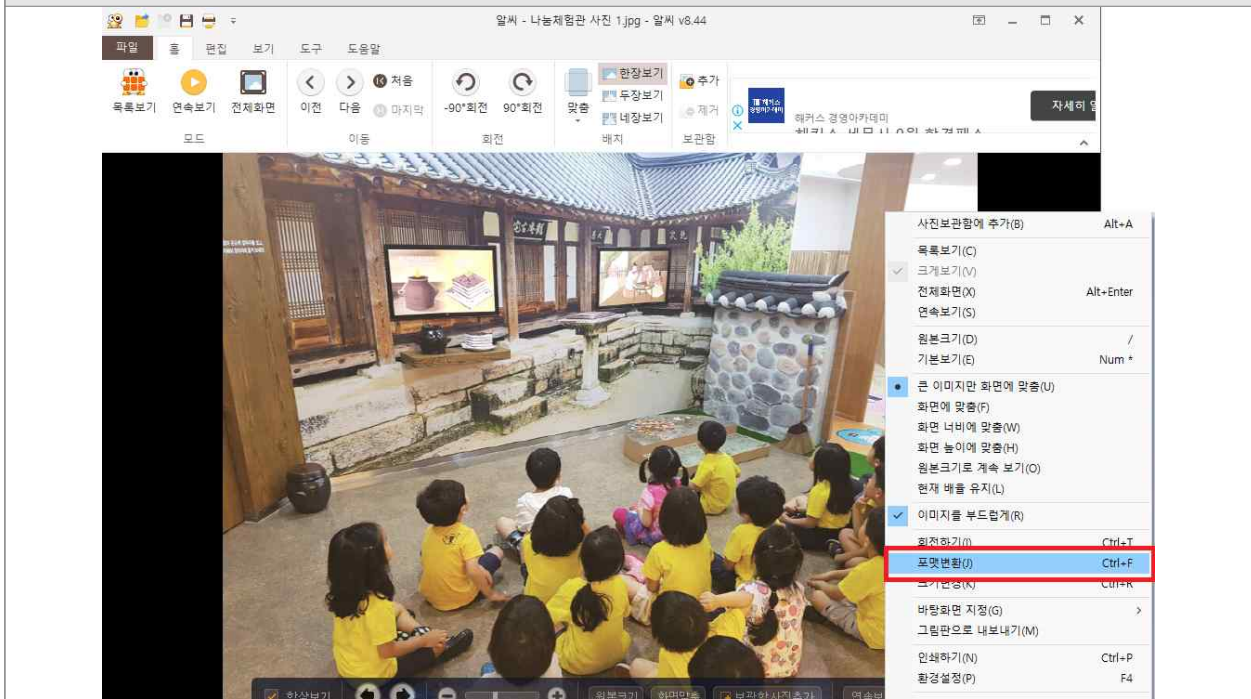 알씨 - 나눔체험관 사진 1.jpg - 알씨 v8.44
파일 홈 편집 보기 도구 도움말
목록보기 연속보기 전체화면 이전 다음 처음 마지막 -90°회전 90°회전 맞춤 한장보기 두장보기 네장보기 추가 제거
해커스 경영아카데미
자세히
모드 이동 회전 배치 보관함
사진보관함에 추가(B) Alt+A
목록보기(C)
크게보기(V)
전체화면(X) Alt+Enter
연속보기(S)
원본크기(D) /
기본보기(E) Num *
큰 이미지만 화면에 맞춤(U)
화면에 맞춤(F)
화면 너비에 맞춤(W)
화면 높이에 맞춤(H)
원본크기로 계속 보기(O)
현재 배율 유지(L)
이미지를 부드럽게(R)
회전하기(I) Ctrl+T
포맷변환(J) Ctrl+F
크기변경(K) Ctrl+R
바탕화면 지정(G)
그림판으로 내보내기(M)
인쇄하기(N) Ctrl+P
환경설정(P) F4
항상보기 원본크기 화면맞춤 보관함 사진추가